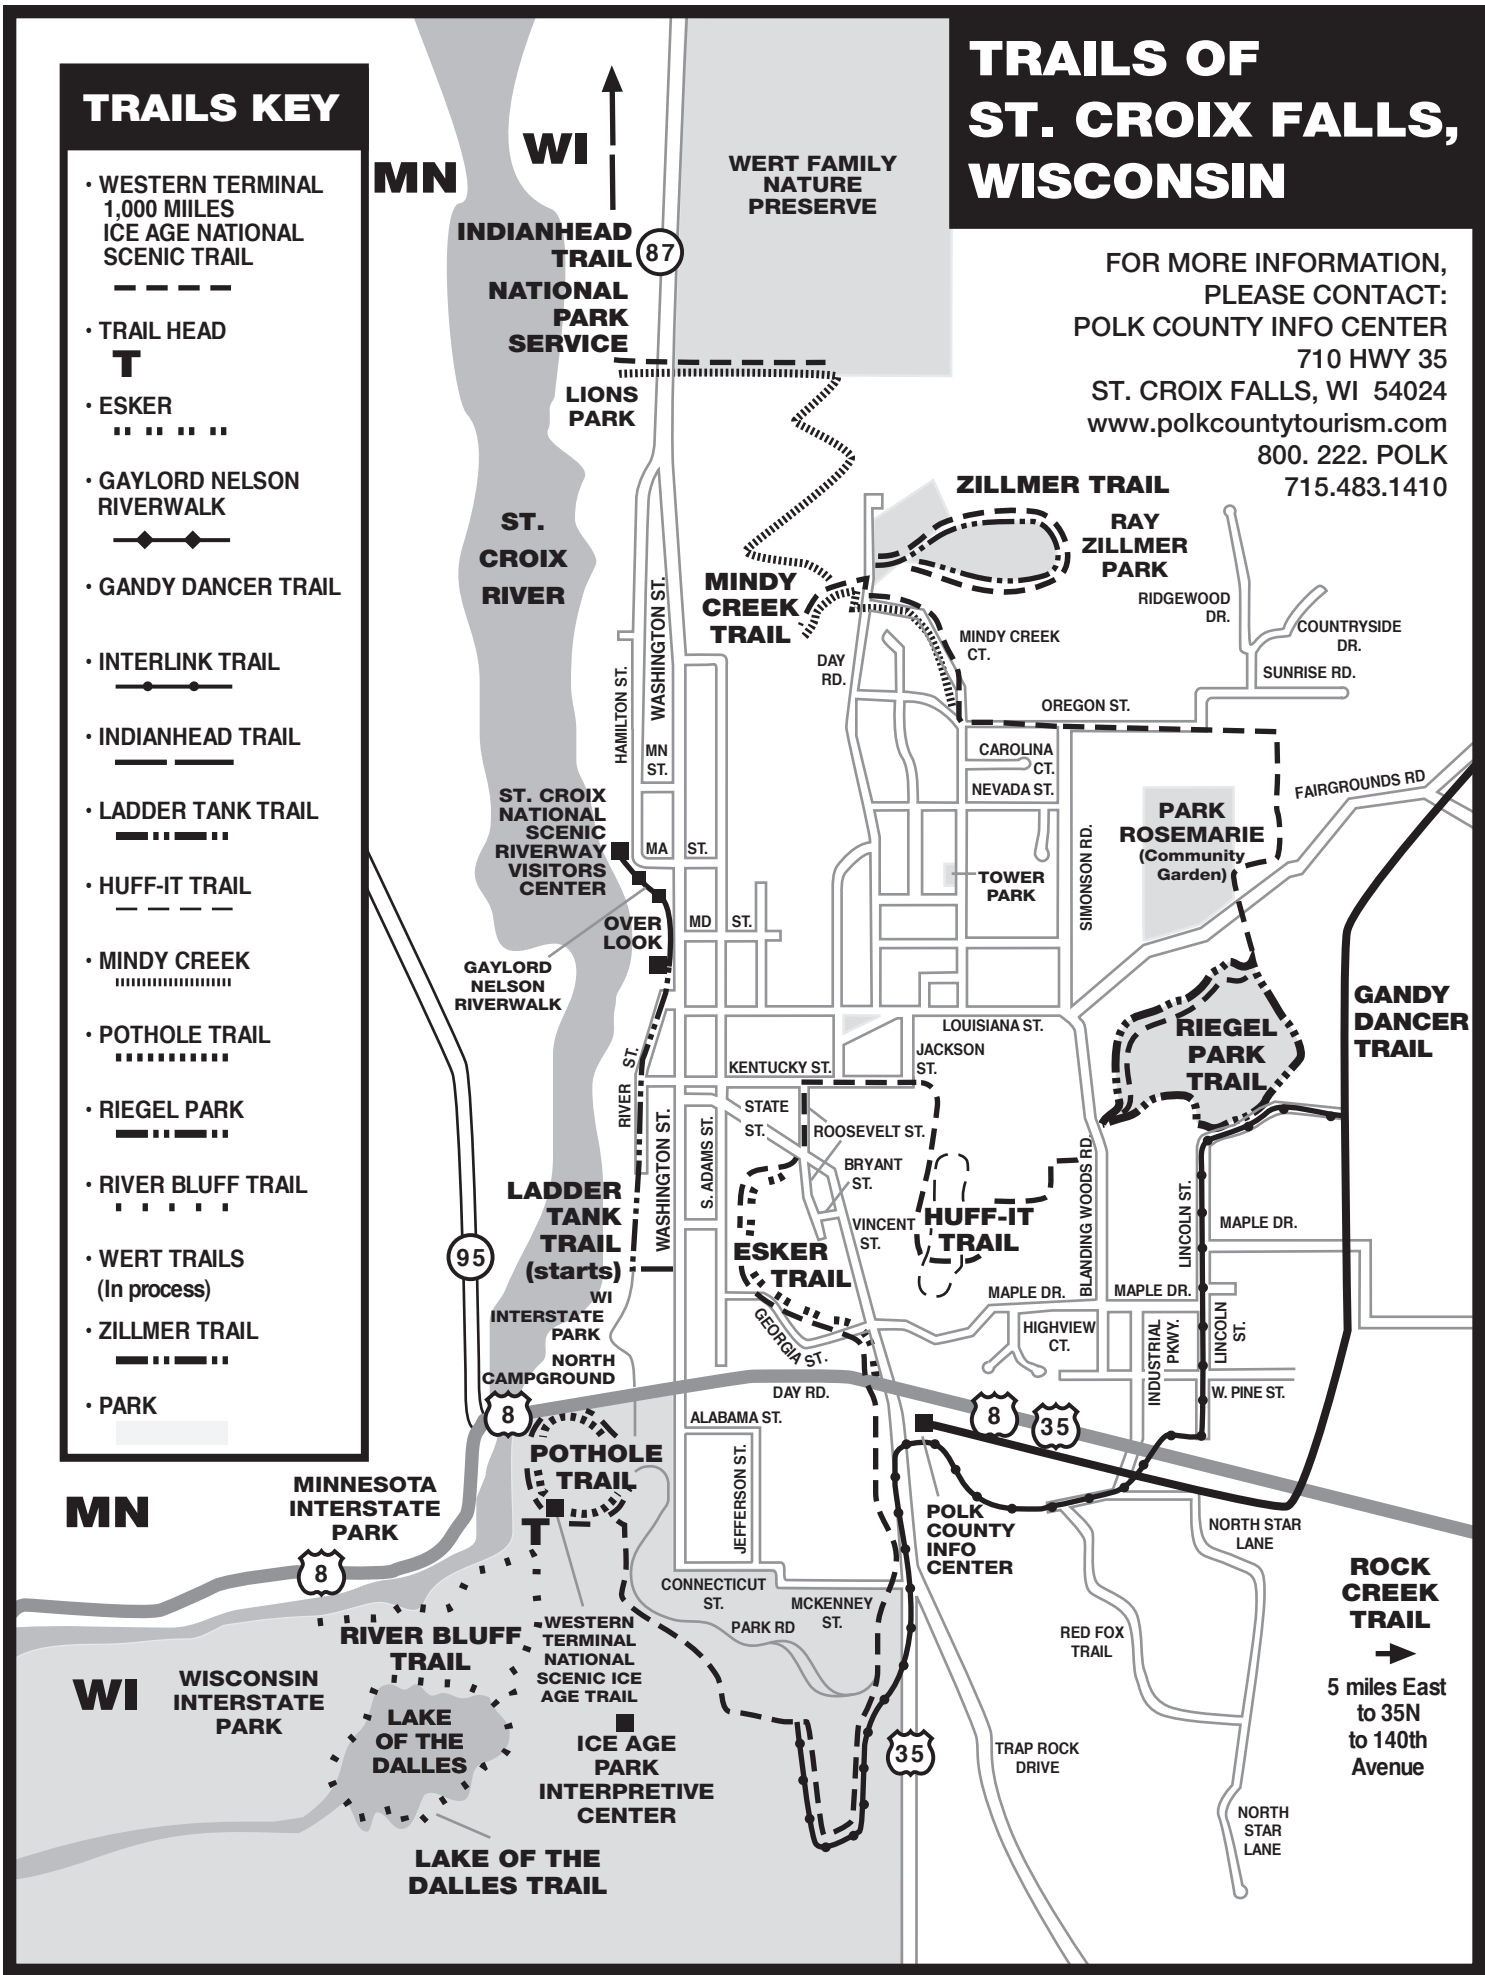 TRAILS OF
ST. CROIX FALLS,
WISCONSIN
FOR MORE INFORMATION,
PLEASE CONTACT:
POLK COUNTY INFO CENTER
710 HWY 35
ST. CROIX FALLS, WI 54024
www.polkcountytourism.com
800. 222. POLK
715.483.1410
TRAILS KEY
• WESTERN TERMINAL
1,000 MIILES
ICE AGE NATIONAL
SCENIC TRAIL
• TRAIL HEAD
T
• ESKER
• GAYLORD NELSON
RIVERWALK
• GANDY DANCER TRAIL
• INTERLINK TRAIL
• INDIANHEAD TRAIL
• LADDER TANK TRAIL
• HUFF-IT TRAIL
• MINDY CREEK
• POTHOLE TRAIL
• RIEGEL PARK
• RIVER BLUFF TRAIL
• WERT TRAILS
(In process)
• ZILLMER TRAIL
• PARK
MN
WI
INDIANHEAD
TRAIL
87
NATIONAL
PARK
SERVICE
LIONS
PARK
WERT FAMILY
NATURE
PRESERVE
ST.
CROIX
RIVER
ZILLMER TRAIL
RAY
ZILLMER
PARK
MINDY
CREEK
TRAIL
MINDY CREEK
CT.
DAY
RD.
RIDGEWOOD
DR.
COUNTRYSIDE
DR.
SUNRISE RD.
OREGON ST.
CAROLINA
CT.
NEVADA ST.
HAMILTON ST.
WASHINGTON ST.
MN
ST.
MA
ST.
MD
ST.
ST. CROIX
NATIONAL
SCENIC
RIVERWAY
VISITORS
CENTER
OVER
LOOK
GAYLORD
NELSON
RIVERWALK
TOWER
PARK
SIMONSON RD.
PARK
ROSEMARIE
(Community
Garden)
FAIRGROUNDS RD
GANDY
DANCER
TRAIL
RIEGEL
PARK
TRAIL
LOUISIANA ST.
JACKSON
ST.
KENTUCKY ST.
STATE
ST.
ROOSEVELT ST.
BRYANT
ST.
VINCENT
ST.
RIVER ST.
WASHINGTON ST.
S. ADAMS ST.
LADDER
TANK
TRAIL
(starts)
WI
INTERSTATE
PARK
NORTH
CAMPGROUND
95
ESKER
TRAIL
HUFF-IT
TRAIL
BLANDING WOODS RD.
LINCOLN ST.
MAPLE DR.
MAPLE DR.
MAPLE DR.
HIGHVIEW
CT.
INDUSTRIAL
PKWY.
LINCOLN
ST.
W. PINE ST.
GEORGIA ST.
DAY RD.
8
8
35
ALABAMA ST.
JEFFERSON ST.
POTHOLE
TRAIL
T
MINNESOTA
INTERSTATE
PARK
MN
8
POLK
COUNTY
INFO
CENTER
NORTH STAR
LANE
ROCK
CREEK
TRAIL
5 miles East
to 35N
to 140th
Avenue
CONNECTICUT
ST.
MCKENNEY
ST.
PARK RD
RED FOX
TRAIL
RIVER BLUFF
TRAIL
WESTERN
TERMINAL
NATIONAL
SCENIC ICE
AGE TRAIL
WI
WISCONSIN
INTERSTATE
PARK
LAKE
OF THE
DALLES
ICE AGE
PARK
INTERPRETIVE
CENTER
35
TRAP ROCK
DRIVE
NORTH
STAR
LANE
LAKE OF THE
DALLES TRAIL